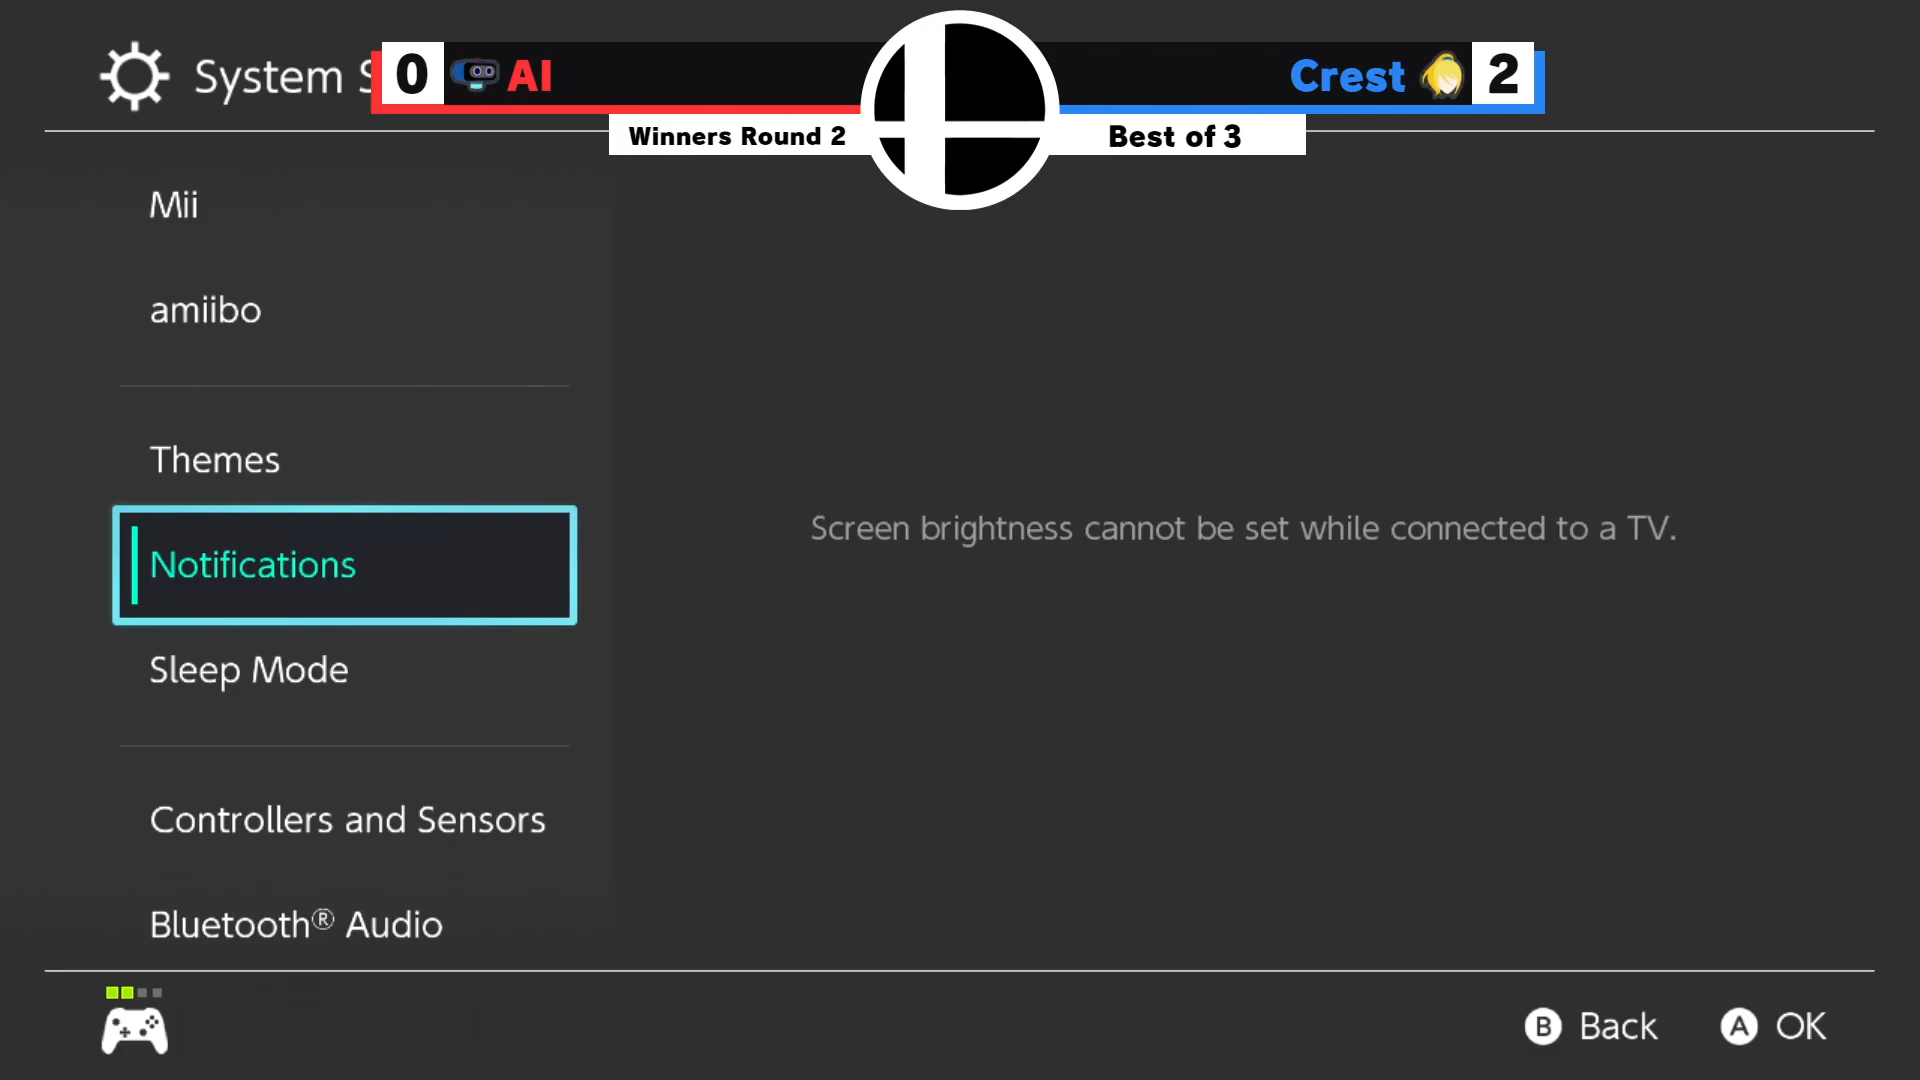 System S
0 AI
Crest 2
Winners Round 2
Best of 3
Mii
amiibo
Themes
Notifications
Sleep Mode
Controllers and Sensors
Bluetooth® Audio
Screen brightness cannot be set while connected to a TV.
B Back
A OK